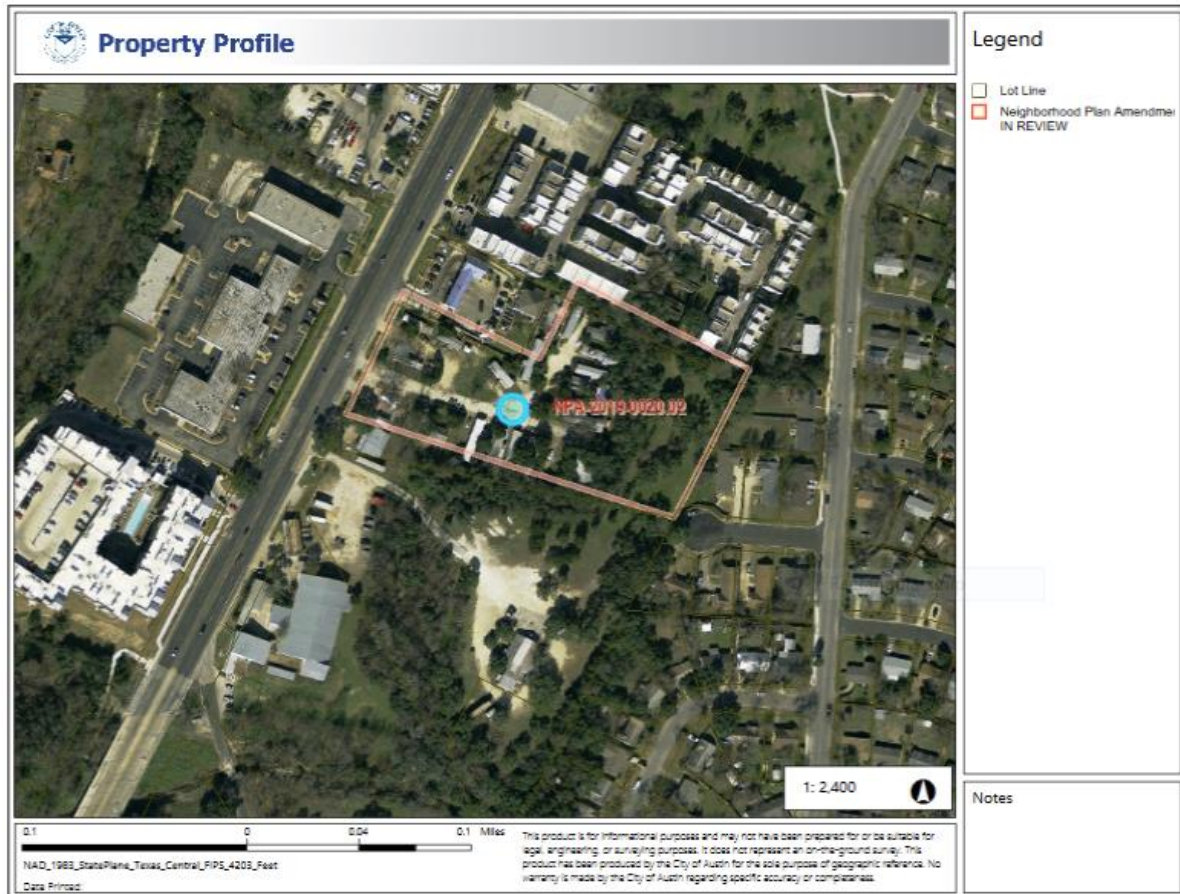 Property Profile
NPA-2019-0020.02
1: 2,400
0.1 0 0.04 0.1 Miles
NAD_1983_StatePlane_Texas_Central_FIPS_4203_Feet
Date Printed:
This product is for informational purposes and may not have been prepared for or be suitable for
legal, engineering, or surveying purposes. It does not represent an on-the-ground survey. This
product has been produced by the City of Austin for the sole purpose of geographic reference. No
warranty is made by the City of Austin regarding specific accuracy or completeness.
Legend
Lot Line
Neighborhood Plan Amendme
IN REVIEW
Notes